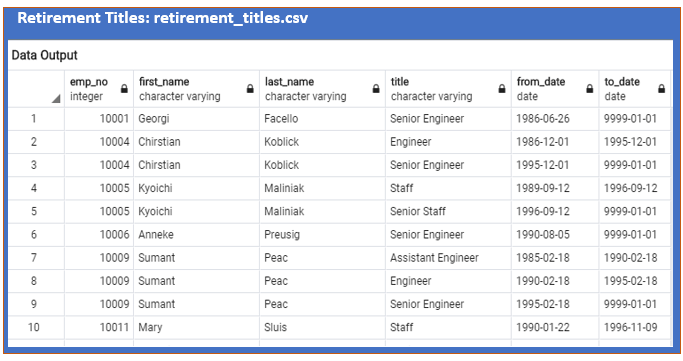 Retirement Titles: retirement_titles.csv
Data Output
emp_no first_name last_name title from_date to_date
integer character varying character varying character varying date date
1 10001 Georgi Facello Senior Engineer 1986-06-26 9999-01-01
2 10004 Chirstian Koblick Engineer 1986-12-01 1995-12-01
3 10004 Chirstian Koblick Senior Engineer 1995-12-01 9999-01-01
4 10005 Kyoichi Maliniak Staff 1989-09-12 1996-09-12
5 10005 Kyoichi Maliniak Senior Staff 1996-09-12 9999-01-01
6 10006 Anneke Preusig Senior Engineer 1990-08-05 9999-01-01
7 10009 Sumant Peac Assistant Engineer 1985-02-18 1990-02-18
8 10009 Sumant Peac Engineer 1990-02-18 1995-02-18
9 10009 Sumant Peac Senior Engineer 1995-02-18 9999-01-01
10 10011 Mary Sluis Staff 1990-01-22 1996-11-09